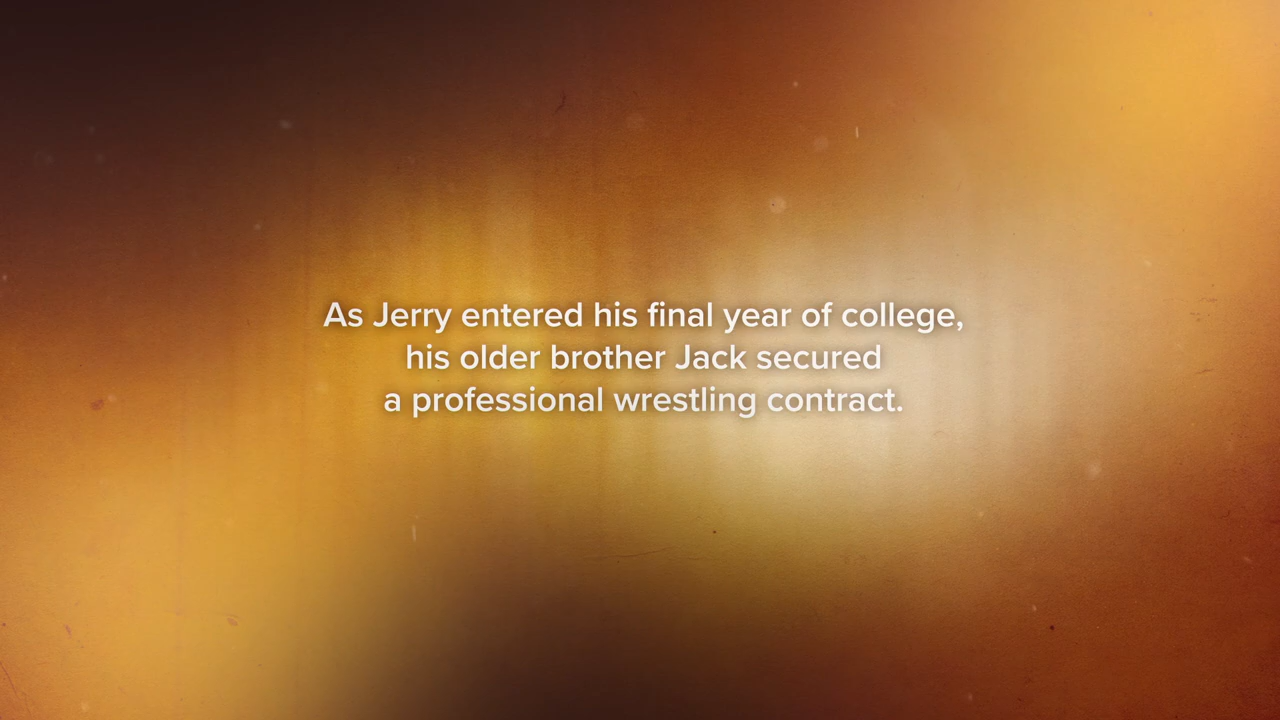 As Jerry entered his final year of college,
his older brother Jack secured
a professional wrestling contract.